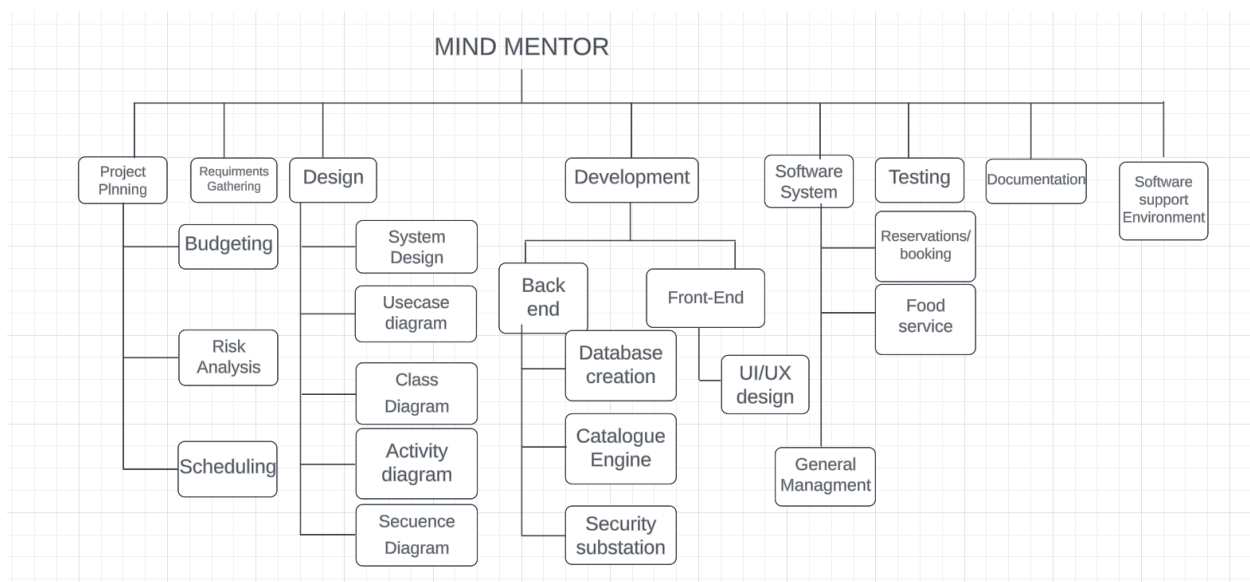 MIND MENTOR
Project
Plnning
Requirments
Gathering
Design
Development
Software
System
Testing
Documentation
Software
support
Environment
Budgeting
Risk
Analysis
Scheduling
System
Design
Usecase
diagram
Class
Diagram
Activity
diagram
Secuence
Diagram
Back
end
Front-End
Database
creation
Catalogue
Engine
Security
substation
UI/UX
design
Reservations/
booking
Food
service
General
Managment